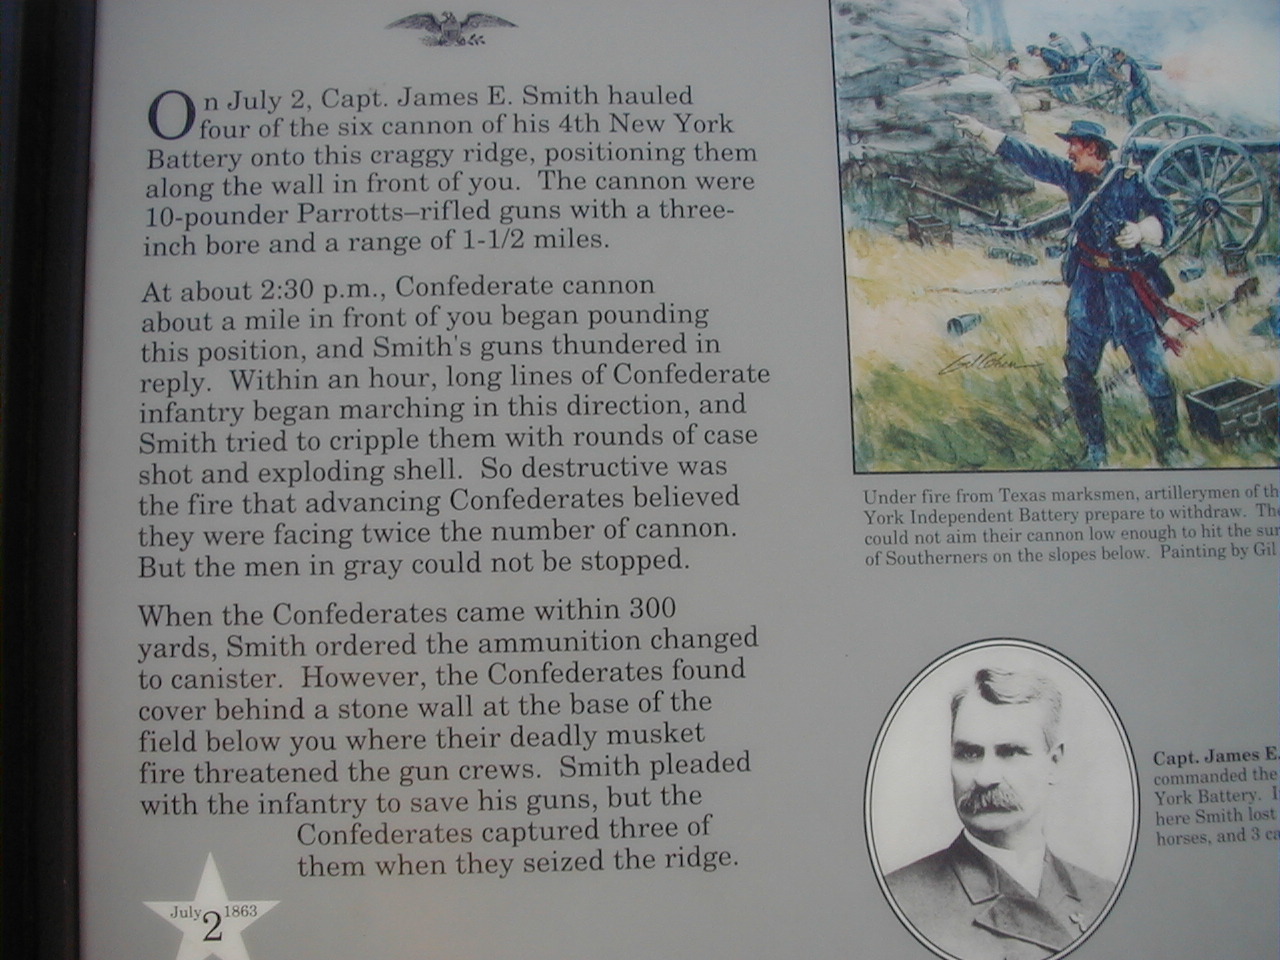 On July 2, Capt. James E. Smith hauled
four of the six cannon of his 4th New York
Battery onto this craggy ridge, positioning them
along the wall in front of you. The cannon were
10-pounder Parrotts–rifled guns with a three-
inch bore and a range of 1-1/2 miles.
At about 2:30 p.m., Confederate cannon
about a mile in front of you began pounding
this position, and Smith's guns thundered in
reply. Within an hour, long lines of Confederate
infantry began marching in this direction, and
Smith tried to cripple them with rounds of case
shot and exploding shell. So destructive was
the fire that advancing Confederates believed
they were facing twice the number of cannon.
But the men in gray could not be stopped.
When the Confederates came within 300
yards, Smith ordered the ammunition changed
to canister. However, the Confederates found
cover behind a stone wall at the base of the
field below you where their deadly musket
fire threatened the gun crews. Smith pleaded
with the infantry to save his guns, but the
Confederates captured three of
them when they seized the ridge.
July 2 1863
Gil Cohen
Under fire from Texas marksmen, artillerymen of th
York Independent Battery prepare to withdraw. The
could not aim their cannon low enough to hit the sur
of Southerners on the slopes below. Painting by Gil
Capt. James E.
commanded the
York Battery. I
here Smith lost
horses, and 3 ca